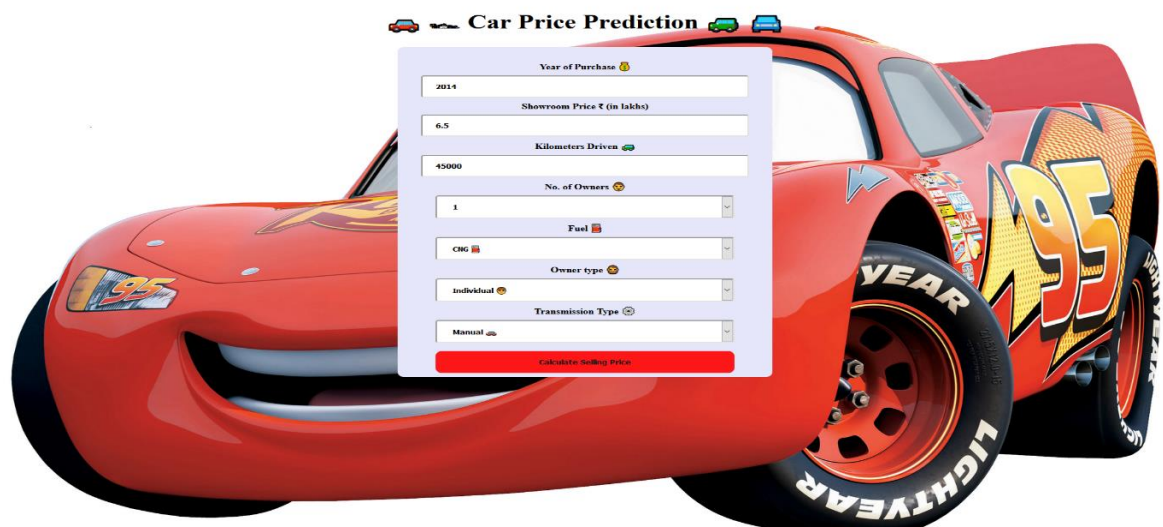 Car Price Prediction
Year of Purchase
2014
Showroom Price ₹ (in lakhs)
6.5
Kilometers Driven
45000
No. of Owners
1
Fuel
CNG
Owner type
Individual
Transmission Type
Manual
Calculate Selling Price
95
95
YEAR
LIGHTYEAR
LIGHTYEAR